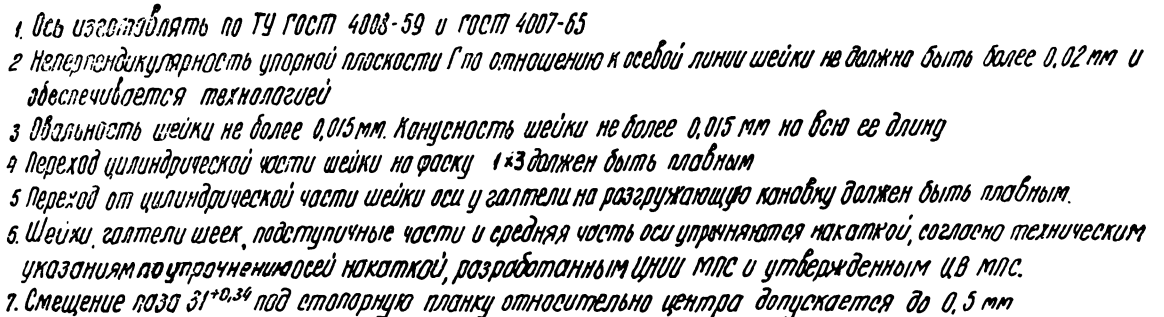 1. Ось изготовлять по ТУ ГОСТ 4008-59 и ГОСТ 4007-65
2 Неперпендикулярность упорной плоскости Г по отношению к осевой линии шейки не должна быть более 0,02 мм и
обеспечивается технологией
3 Овальность шейки не более 0,015 мм. Конусность шейки не более 0,015 мм на всю ее длину
4 Переход цилиндрической части шейки на фаску 1×3 должен быть плавным
5 Переход от цилиндрической части шейки оси у галтели на разгружающую канавку должен быть плавным.
6. Шейки, галтели шеек, подступичные части и средняя часть оси упрочняются накаткой, согласно техническим
указаниям по упрочнению осей накаткой, разработанным ЦНИИ МПС и утвержденным ЦВ МПС.
7. Смещение паза 31+0,34 под стопорную планку относительно центра допускается до 0,5 мм